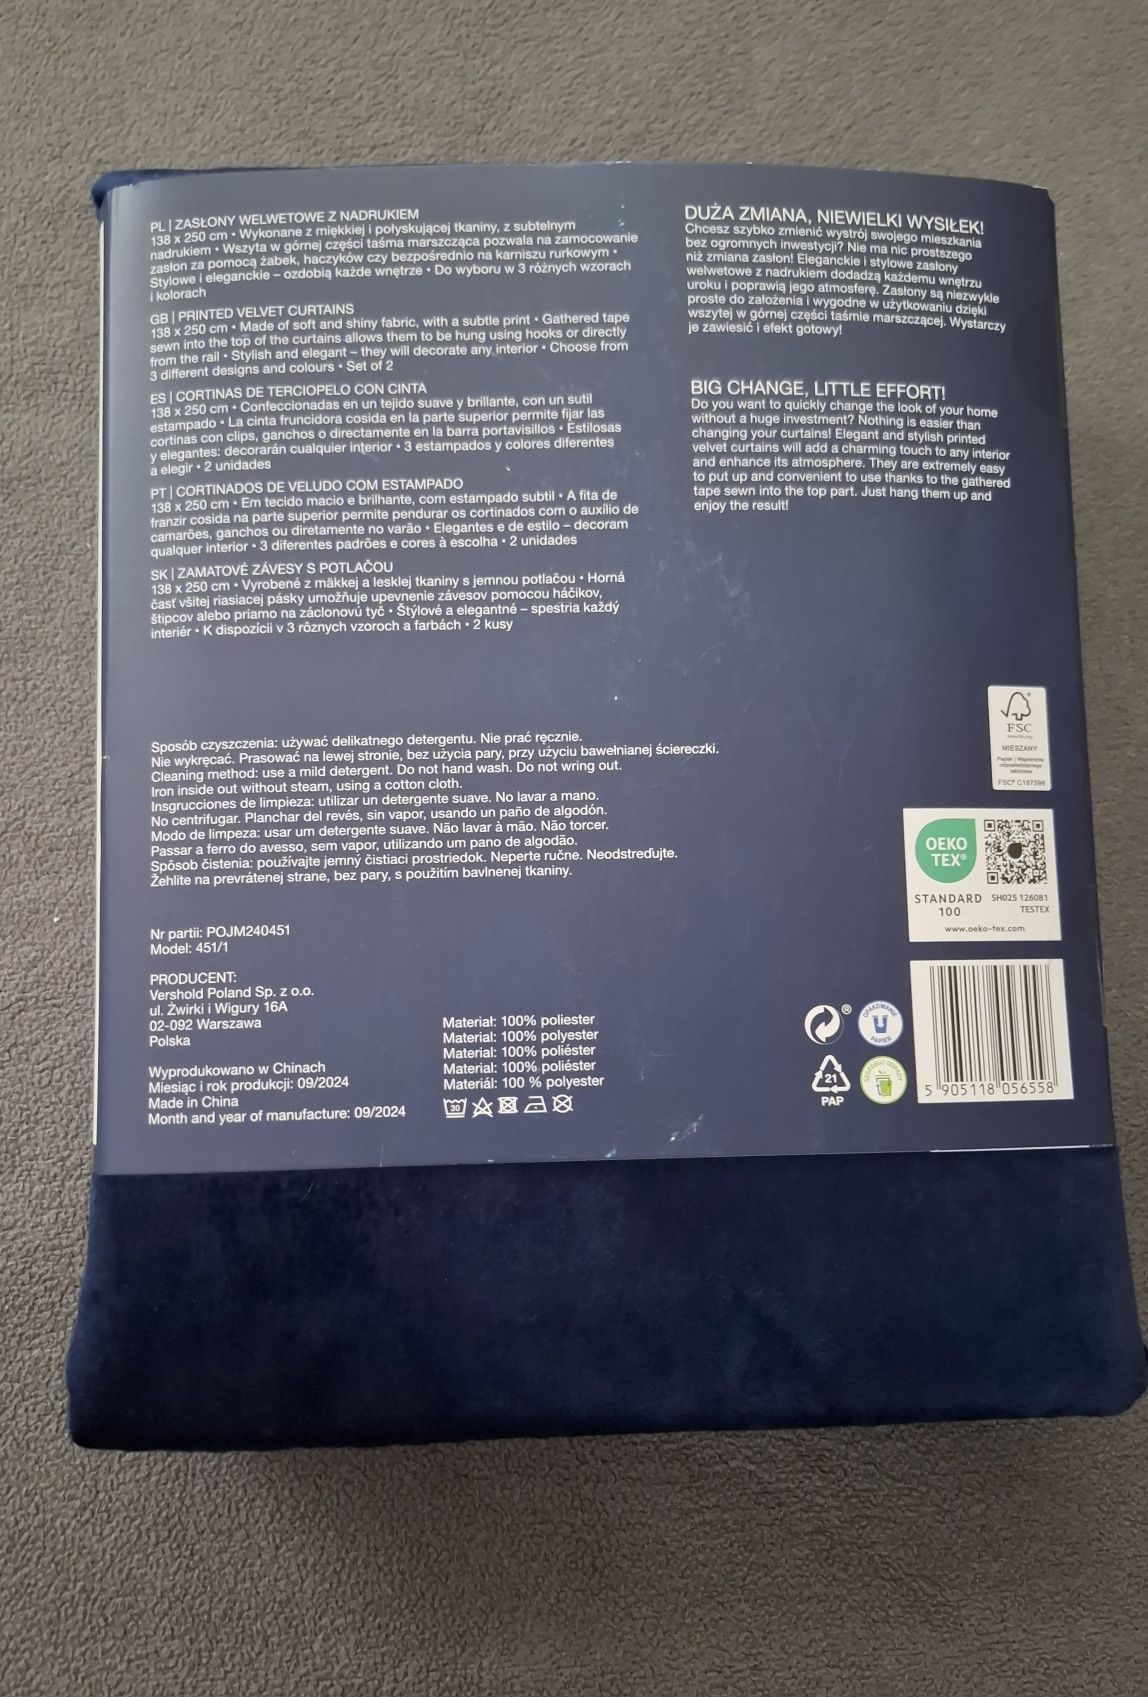 PL | ZASŁONY WELWETOWE Z NADRUKIEM
138 x 250 cm • Wykonane z miękkiej i połyskującej tkaniny, z subtelnym
nadrukiem • Wszyta w górnej części taśma marszcząca pozwala na zamocowanie
zasłon za pomocą żabek, haczyków czy bezpośrednio na karniszu rurkowym •
Stylowe i eleganckie – ozdobią każde wnętrze • Do wyboru w 3 różnych wzorach
i kolorach
GB | PRINTED VELVET CURTAINS
138 x 250 cm • Made of soft and shiny fabric, with a subtle print • Gathered tape
sewn into the top of the curtains allows them to be hung using hooks or directly
from the rail • Stylish and elegant – they will decorate any interior • Choose from
3 different designs and colours • Set of 2
ES | CORTINAS DE TERCIOPELO CON CINTA
138 x 250 cm • Confeccionadas en un tejido suave y brillante, con un sutil
estampado • La cinta fruncidora cosida en la parte superior permite fijar las
cortinas con clips, ganchos o directamente en la barra portavisillos • Estilosas
y elegantes: decorarán cualquier interior • 3 estampados y colores diferentes
a elegir • 2 unidades
PT | CORTINADOS DE VELUDO COM ESTAMPADO
138 x 250 cm • Em tecido macio e brilhante, com estampado subtil • A fita de
franzir cosida na parte superior permite pendurar os cortinados com o auxílio de
camarões, ganchos ou diretamente no varão • Elegantes e de estilo – decoram
qualquer interior • 3 diferentes padrões e cores à escolha • 2 unidades
SK | ZAMATOVÉ ZÁVESY S POTLAČOU
138 x 250 cm • Vyrobené z mäkkej a lesklej tkaniny s jemnou potlačou • Horná
časť všitej riasiacej pásky umožňuje upevnenie závesov pomocou háčikov,
štipcov alebo priamo na záclonovú tyč • Štýlové a elegantné – spestria každý
interiér • K dispozícii v 3 rôznych vzoroch a farbách • 2 kusy
DUŻA ZMIANA, NIEWIELKI WYSIŁEK!
Chcesz szybko zmienić wystrój swojego mieszkania
bez ogromnych inwestycji? Nie ma nic prostszego
niż zmiana zasłon! Eleganckie i stylowe zasłony
welwetowe z nadrukiem dodadzą każdemu wnętrzu
uroku i poprawią jego atmosferę. Zasłony są niezwykle
proste do założenia i wygodne w użytkowaniu dzięki
wszytej w górnej części taśmie marszczącej. Wystarczy
je zawiesić i efekt gotowy!
BIG CHANGE, LITTLE EFFORT!
Do you want to quickly change the look of your home
without a huge investment? Nothing is easier than
changing your curtains! Elegant and stylish printed
velvet curtains will add a charming touch to any interior
and enhance its atmosphere. They are extremely easy
to put up and convenient to use thanks to the gathered
tape sewn into the top part. Just hang them up and
enjoy the result!
Sposób czyszczenia: używać delikatnego detergentu. Nie prać ręcznie.
Nie wykręcać. Prasować na lewej stronie, bez użycia pary, przy użyciu bawełnianej ściereczki.
Cleaning method: use a mild detergent. Do not hand wash. Do not wring out.
Iron inside out without steam, using a cotton cloth.
Insgrucciones de limpieza: utilizar un detergente suave. No lavar a mano.
No centrifugar. Planchar del revés, sin vapor, usando un paño de algodón.
Modo de limpeza: usar um detergente suave. Não lavar à mão. Não torcer.
Passar a ferro do avesso, sem vapor, utilizando um pano de algodão.
Spôsob čistenia: používajte jemný čistiaci prostriedok. Neperte ručne. Neodstreďujte.
Žehlite na prevrátenej strane, bez pary, s použitím bavlnenej tkaniny.
FSC
www.fsc.org
MIESZANY
Papier | Wspieranie
odpowiedzialnego
leśnictwa
FSC® C187596
OEKO
TEX®
STANDARD
100
SH025 126081
TESTEX
www.oeko-tex.com
Nr partii: POJM240451
Model: 451/1
PRODUCENT:
Vershold Poland Sp. z o.o.
ul. Żwirki i Wigury 16A
02-092 Warszawa
Polska
Wyprodukowano w Chinach
Miesiąc i rok produkcji: 09/2024
Made in China
Month and year of manufacture: 09/2024
Materiał: 100% poliester
Material: 100% polyester
Material: 100% poliéster
Material: 100% poliéster
Materiál: 100 % polyester
30
®
OPAKOWANIE
PAPIER
21
PAP
SEGREGUJ ODPADY
5 905118 056558